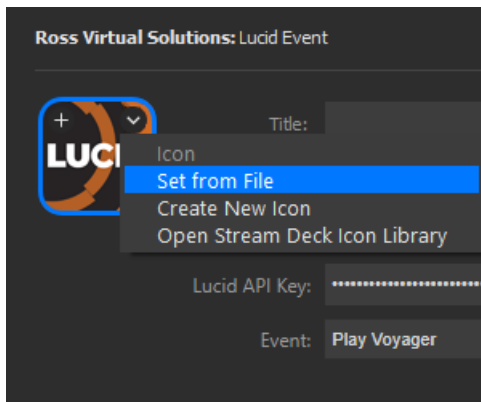 Ross Virtual Solutions: Lucid Event
Title:
LUCI
Icon
Set from File
Create New Icon
Open Stream Deck Icon Library
Lucid API Key:
Event: Play Voyager